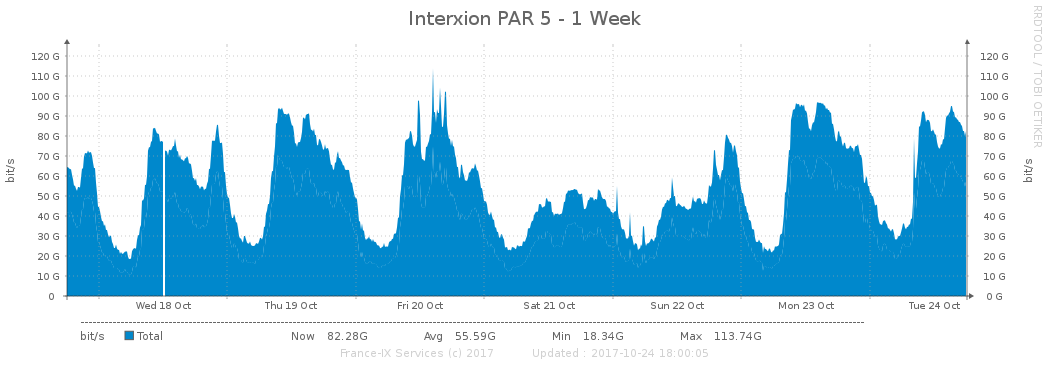 Interxion PAR 5 - 1 Week
RRDTOOL / TOBI OETIKER
bit/s
bit/s
120 G 120 G
110 G 110 G
100 G 100 G
90 G 90 G
80 G 80 G
70 G 70 G
60 G 60 G
50 G 50 G
40 G 40 G
30 G 30 G
20 G 20 G
10 G 10 G
0 0 G
Wed 18 Oct Thu 19 Oct Fri 20 Oct Sat 21 Oct Sun 22 Oct Mon 23 Oct Tue 24 Oct
bit/s Total Now 82.28G Avg 55.59G Min 18.34G Max 113.74G
France-IX Services (c) 2017 Updated : 2017-10-24 18:00:05